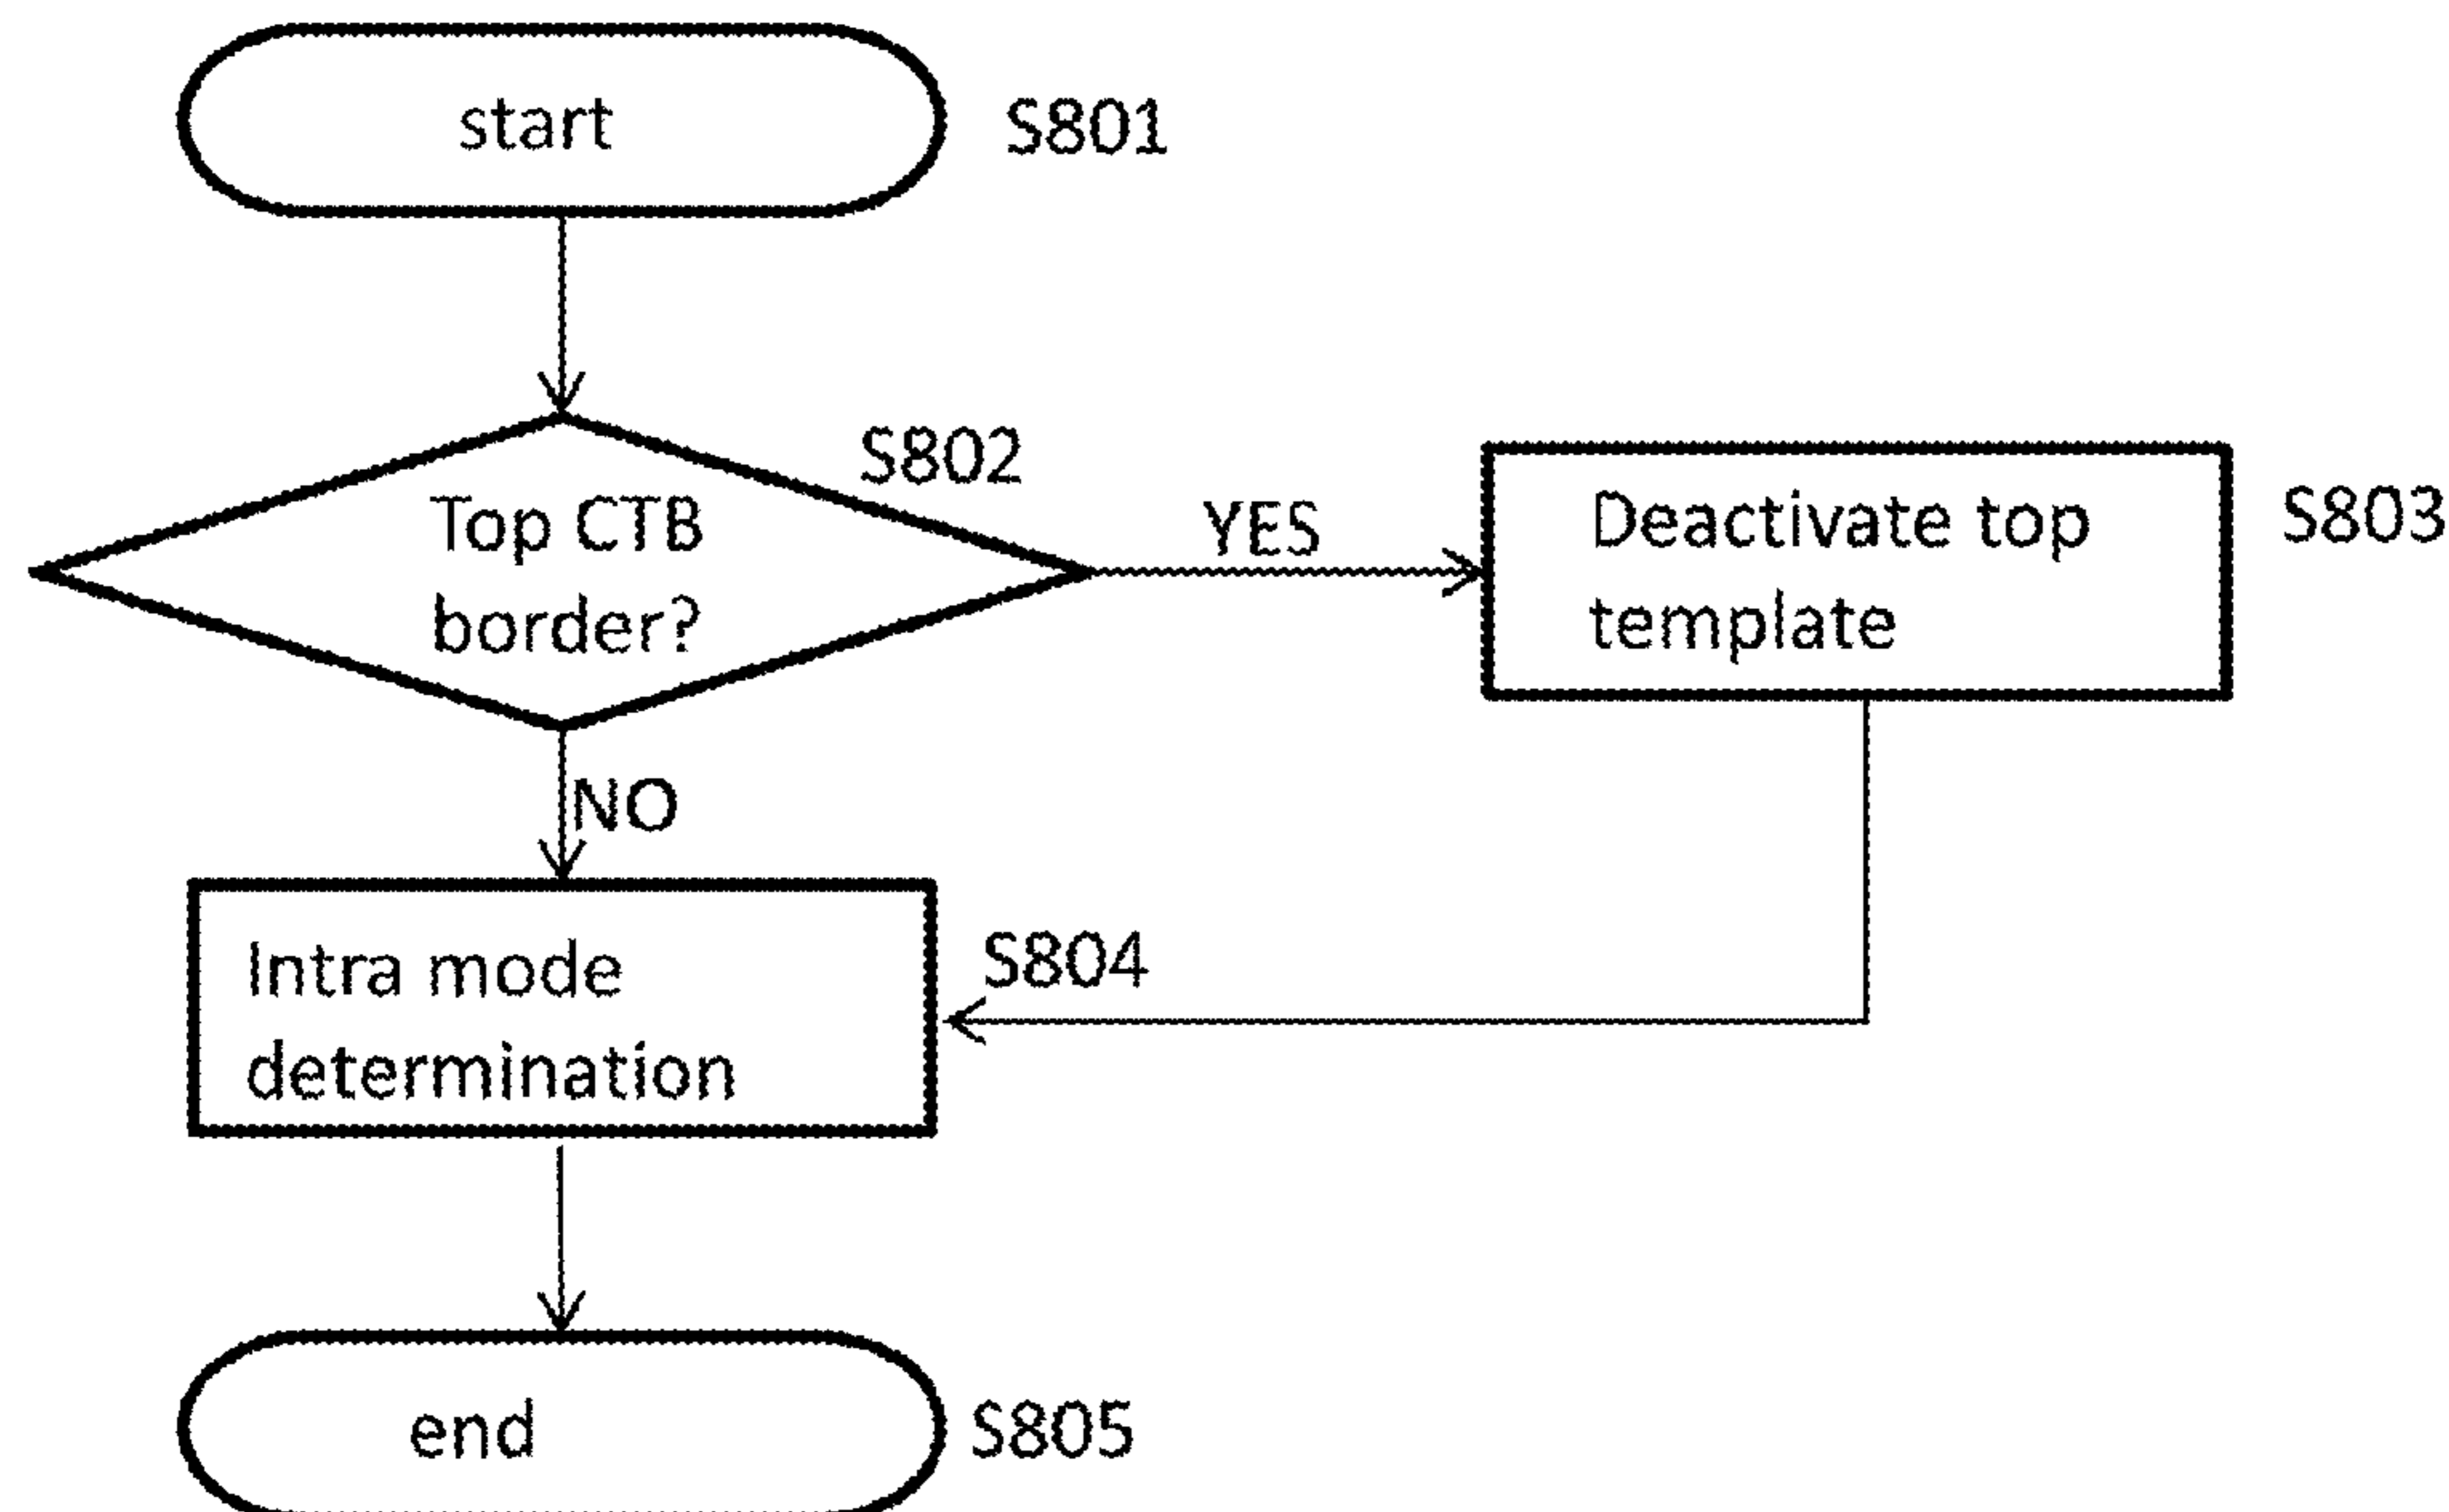 start
S801
S802
Top CTB
border?
YES
Deactivate top
template
S803
NO
Intra mode
determination
S804
end
S805